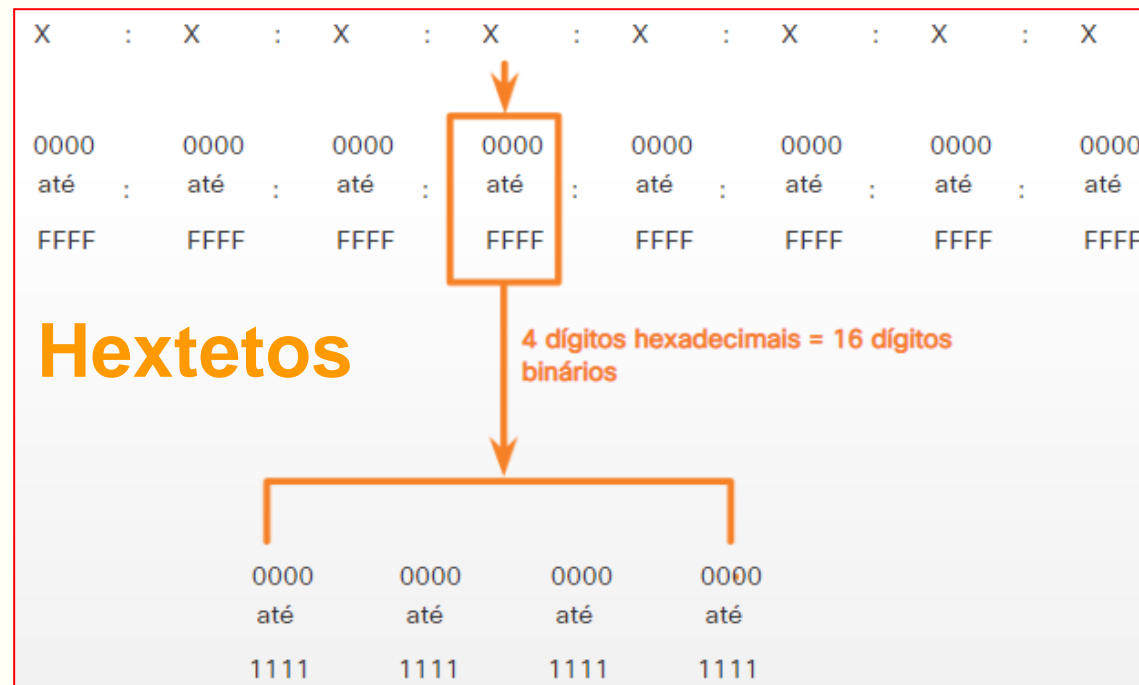 X : X : X : X : X : X : X : X
0000 0000 0000 0000 0000 0000 0000 0000
até : até : até : até : até : até : até : até
FFFF FFFF FFFF FFFF FFFF FFFF FFFF FFFF
Hextetos
4 dígitos hexadecimais = 16 dígitos
binários
0000 0000 0000 0000
até até até até
1111 1111 1111 1111